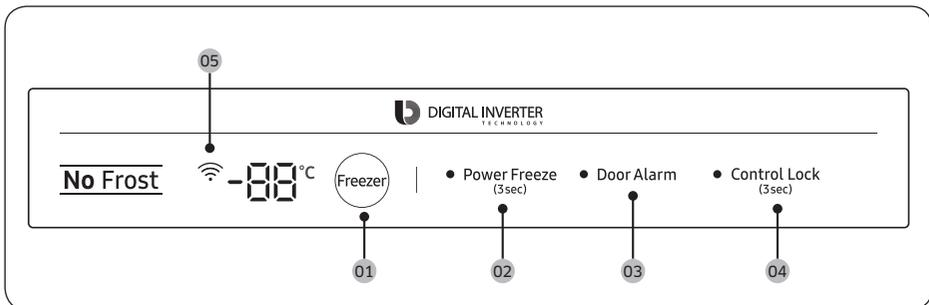 05
DIGITAL INVERTER
TECHNOLOGY
No Frost
-88°C
Freezer
Power Freeze
(3sec)
Door Alarm
Control Lock
(3sec)
01
02
03
04